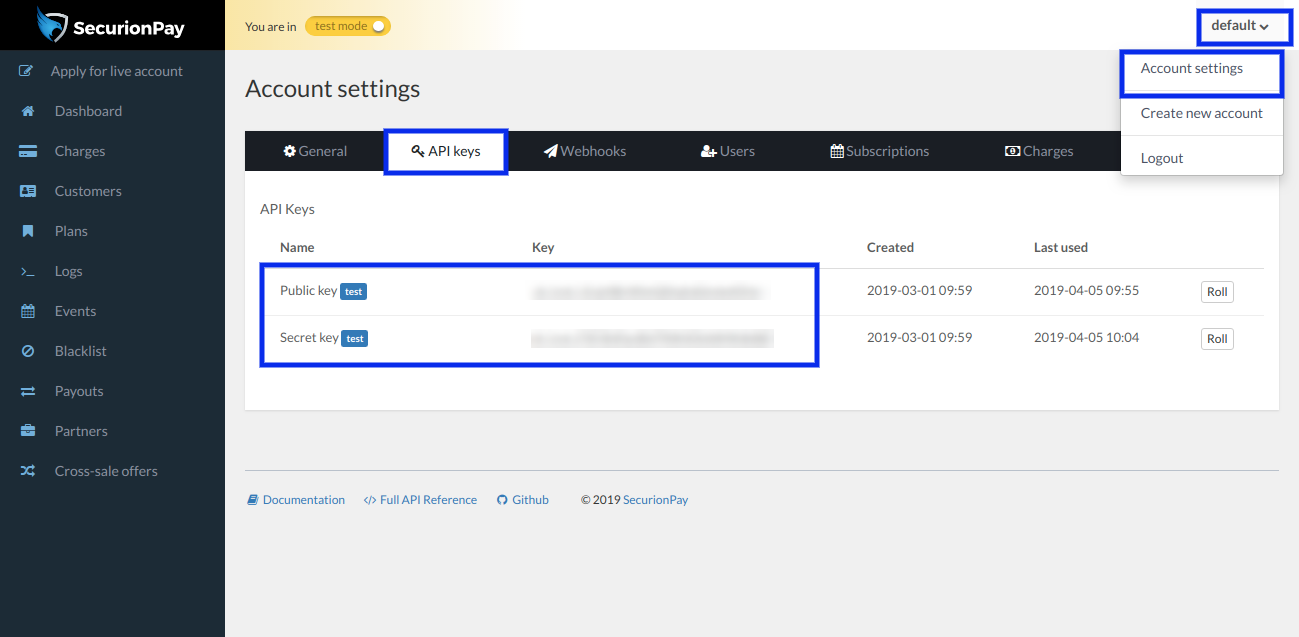 SecurionPay
You are in test mode
default
Apply for live account
Dashboard
Charges
Customers
Plans
Logs
Events
Blacklist
Payouts
Partners
Cross-sale offers
Account settings
Account settings
Create new account
Logout
General API keys Webhooks Users Subscriptions Charges
API Keys
Name Key Created Last used
Public key test 2019-03-01 09:59 2019-04-05 09:55 Roll
Secret key test 2019-03-01 09:59 2019-04-05 10:04 Roll
Documentation </> Full API Reference Github © 2019 SecurionPay